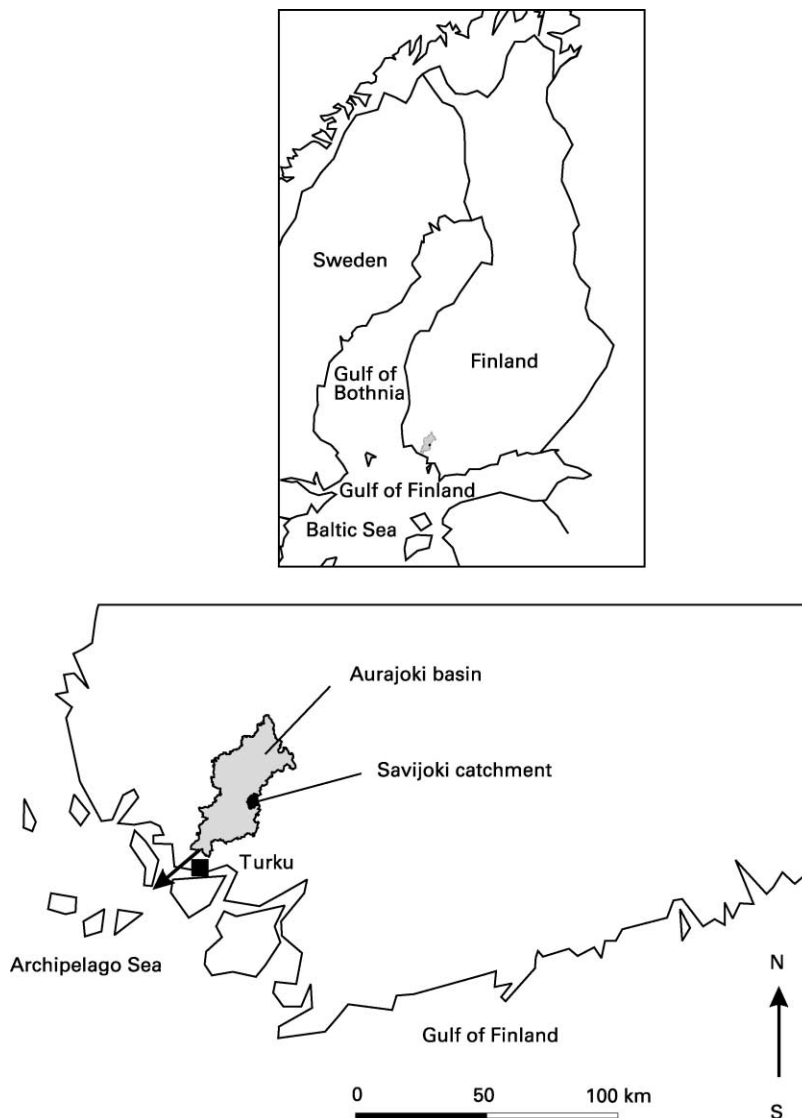 Sweden
Finland
Gulf of
Bothnia
Gulf of Finland
Baltic Sea
Aurajoki basin
Savijoki catchment
Turku
Archipelago Sea
N
Gulf of Finland
0 50 100 km
S